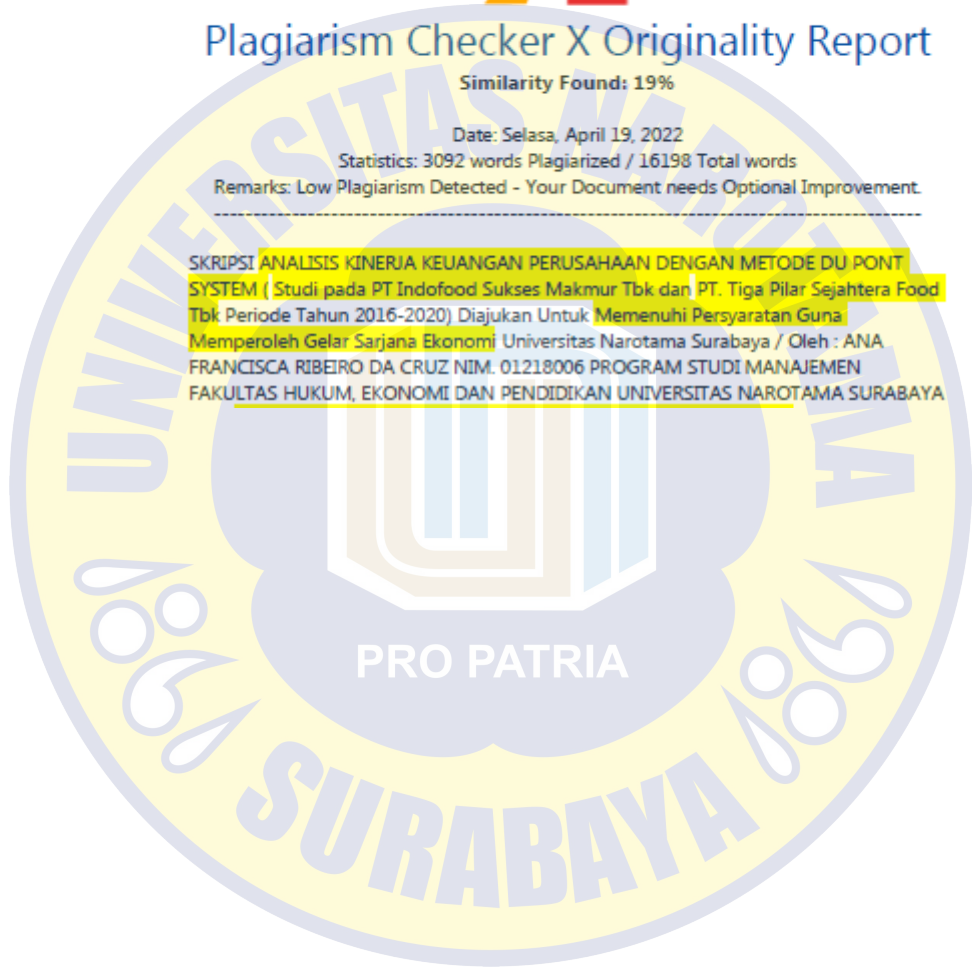 Plagiarism Checker X Originality Report
Similarity Found: 19%
Date: Selasa, April 19, 2022
Statistics: 3092 words Plagiarized / 16198 Total words
Remarks: Low Plagiarism Detected - Your Document needs Optional Improvement.
SKRIPSI ANALISIS KINERJA KEUANGAN PERUSAHAAN DENGAN METODE DU PONT
SYSTEM ( Studi pada PT Indofood Sukses Makmur Tbk dan PT. Tiga Pilar Sejahtera Food
Tbk Periode Tahun 2016-2020) Diajukan Untuk Memenuhi Persyaratan Guna
Memperoleh Gelar Sarjana Ekonomi Universitas Narotama Surabaya / Oleh : ANA
FRANCISCA RIBEIRO DA CRUZ NIM. 01218006 PROGRAM STUDI MANAJEMEN
FAKULTAS HUKUM, EKONOMI DAN PENDIDIKAN UNIVERSITAS NAROTAMA SURABAYA
UNIVERSITAS NAROTAMA
PRO PATRIA
SURABAYA